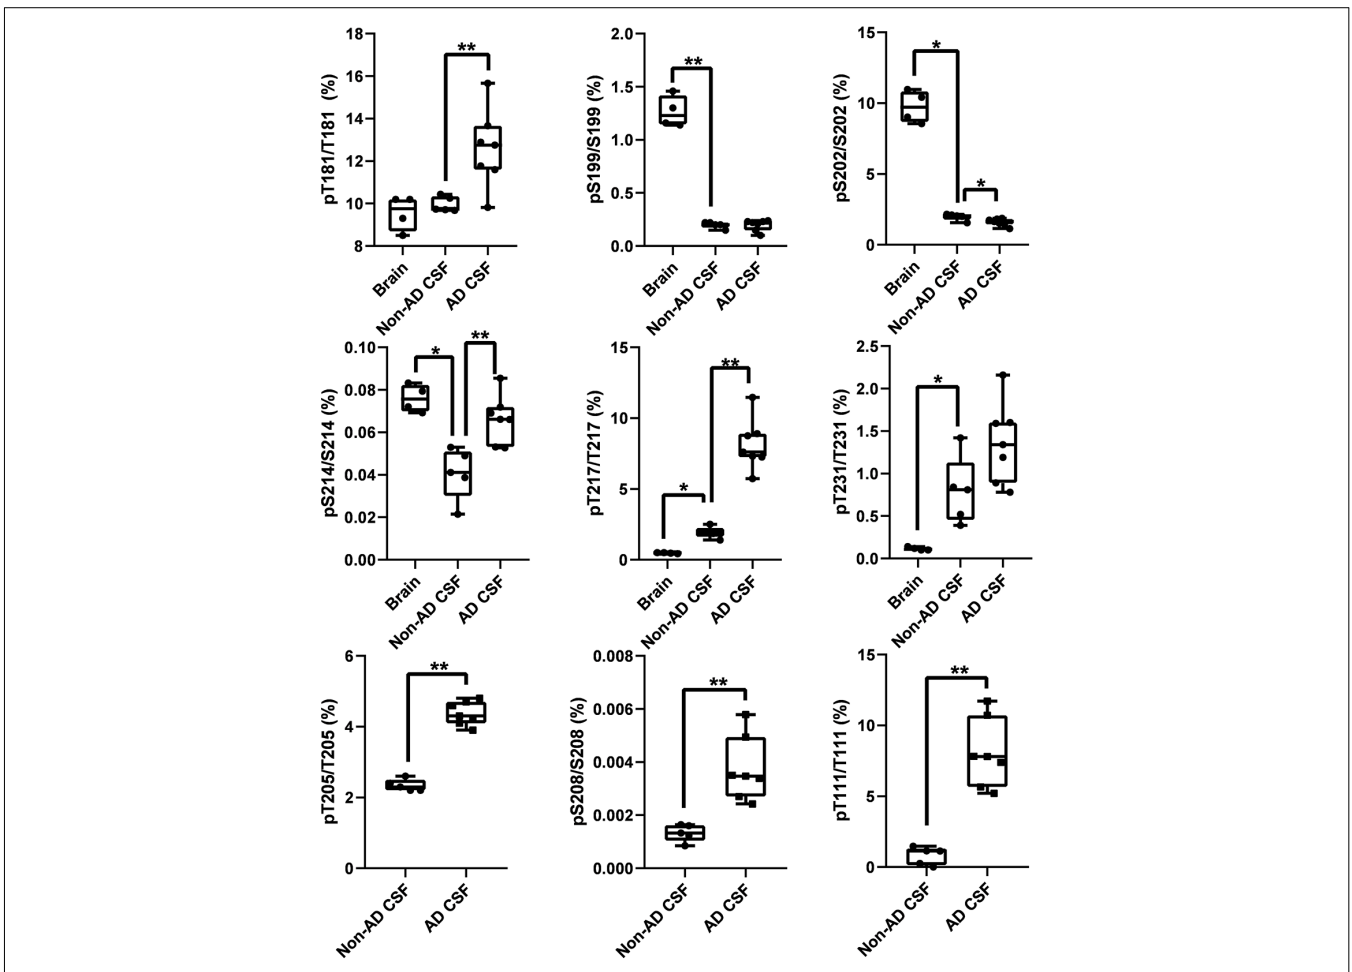 18
16
14
12
10
8
pT181/T181 (%)
**
Brain
Non-AD CSF
AD CSF
2.0
1.5
1.0
0.5
0.0
pS199/S199 (%)
**
Brain
Non-AD CSF
AD CSF
15
10
5
0
pS202/S202 (%)
*
*
Brain
Non-AD CSF
AD CSF
0.10
0.08
0.06
0.04
0.02
0.00
pS214/S214 (%)
*
**
Brain
Non-AD CSF
AD CSF
15
10
5
0
pT217/T217 (%)
*
**
Brain
Non-AD CSF
AD CSF
2.5
2.0
1.5
1.0
0.5
0.0
pT231/T231 (%)
*
Brain
Non-AD CSF
AD CSF
6
4
2
0
pT205/T205 (%)
**
Non-AD CSF
AD CSF
0.008
0.006
0.004
0.002
0.000
pS208/S208 (%)
**
Non-AD CSF
AD CSF
15
10
5
0
pT111/T111 (%)
**
Non-AD CSF
AD CSF